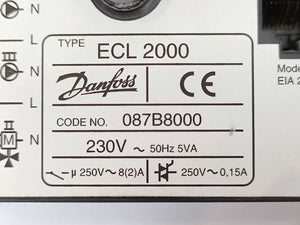 N
L
L
N
II
M
TYPE ECL 2000
Danfoss CE
CODE NO. 087B8000
230V ~ 50Hz 5VA
μ 250V~ 8(2)A 250V~ 0,15A
EIA 2